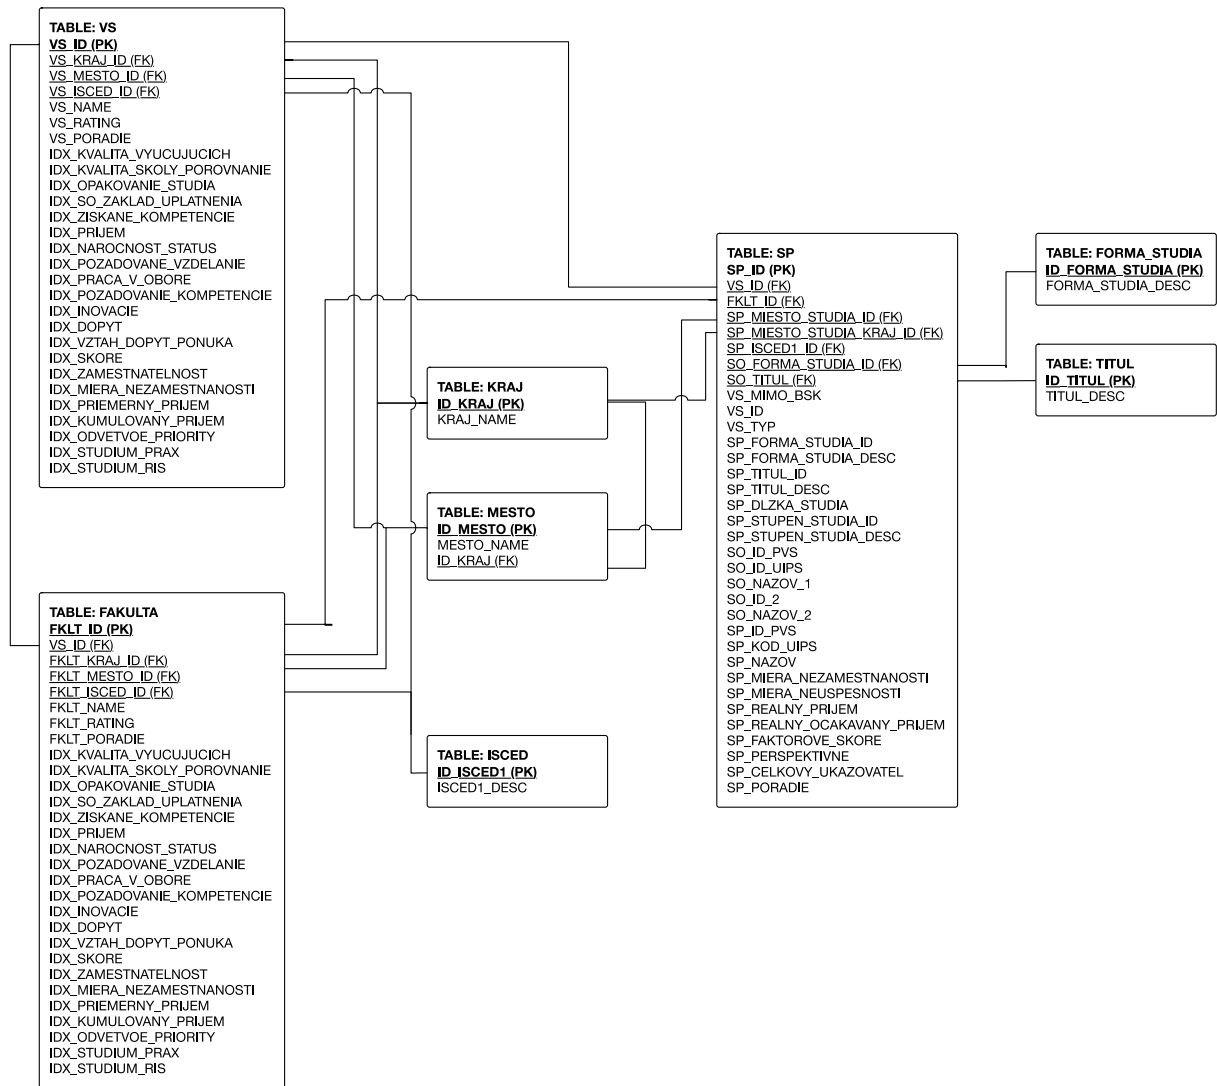 TABLE: VS
VS_ID (PK)
VS_KRAJ_ID (FK)
VS_MESTO_ID (FK)
VS_ISCED_ID (FK)
VS_NAME
VS_RATING
VS_PORADIE
IDX_KVALITA_VYUCUJUCICH
IDX_KVALITA_SKOLY_POROVNANIE
IDX_OPAKOVANIE_STUDIA
IDX_SO_ZAKLAD_UPLATNENIA
IDX_ZISKANE_KOMPETENCIE
IDX_PRIJEM
IDX_NAROCNOST_STATUS
IDX_POZADOVANE_VZDELANIE
IDX_PRACA_V_OBORE
IDX_POZADOVANIE_KOMPETENCIE
IDX_INOVACIE
IDX_DOPYT
IDX_VZTAH_DOPYT_PONUKA
IDX_SKORE
IDX_ZAMESTNATELNOST
IDX_MIERA_NEZAMESTNANOSTI
IDX_PRIEMERNY_PRIJEM
IDX_KUMULOVANY_PRIJEM
IDX_ODVETVOE_PRIORITY
IDX_STUDIUM_PRAX
IDX_STUDIUM_RIS
TABLE: FAKULTA
FKLT_ID (PK)
VS_ID (FK)
FKLT_KRAJ_ID (FK)
FKLT_MESTO_ID (FK)
FKLT_ISCED_ID (FK)
FKLT_NAME
FKLT_RATING
FKLT_PORADIE
IDX_KVALITA_VYUCUJUCICH
IDX_KVALITA_SKOLY_POROVNANIE
IDX_OPAKOVANIE_STUDIA
IDX_SO_ZAKLAD_UPLATNENIA
IDX_ZISKANE_KOMPETENCIE
IDX_PRIJEM
IDX_NAROCNOST_STATUS
IDX_POZADOVANE_VZDELANIE
IDX_PRACA_V_OBORE
IDX_POZADOVANIE_KOMPETENCIE
IDX_INOVACIE
IDX_DOPYT
IDX_VZTAH_DOPYT_PONUKA
IDX_SKORE
IDX_ZAMESTNATELNOST
IDX_MIERA_NEZAMESTNANOSTI
IDX_PRIEMERNY_PRIJEM
IDX_KUMULOVANY_PRIJEM
IDX_ODVETVOE_PRIORITY
IDX_STUDIUM_PRAX
IDX_STUDIUM_RIS
TABLE: KRAJ
ID_KRAJ (PK)
KRAJ_NAME
TABLE: MESTO
ID_MESTO (PK)
MESTO_NAME
ID_KRAJ (FK)
TABLE: ISCED
ID_ISCED1 (PK)
ISCED1_DESC
TABLE: SP
SP_ID (PK)
VS_ID (FK)
FKLT_ID (FK)
SP_MIESTO_STUDIA_ID (FK)
SP_MIESTO_STUDIA_KRAJ_ID (FK)
SP_ISCED1_ID (FK)
SO_FORMA_STUDIA_ID (FK)
SO_TITUL (FK)
VS_MIMO_BSK
VS_ID
VS_TYP
SP_FORMA_STUDIA_ID
SP_FORMA_STUDIA_DESC
SP_TITUL_ID
SP_TITUL_DESC
SP_DLZKA_STUDIA
SP_STUPEN_STUDIA_ID
SP_STUPEN_STUDIA_DESC
SO_ID_PVS
SO_ID_UIPS
SO_NAZOV_1
SO_ID_2
SO_NAZOV_2
SP_ID_PVS
SP_KOD_UIPS
SP_NAZOV
SP_MIERA_NEZAMESTNANOSTI
SP_MIERA_NEUSPESNOSTI
SP_REALNY_PRIJEM
SP_REALNY_OCAKAVANY_PRIJEM
SP_FAKTOROVE_SKORE
SP_PERSPEKTIVNE
SP_CELKOVY_UKAZOVATEL
SP_PORADIE
TABLE: FORMA_STUDIA
ID_FORMA_STUDIA (PK)
FORMA_STUDIA_DESC
TABLE: TITUL
ID_TITUL (PK)
TITUL_DESC